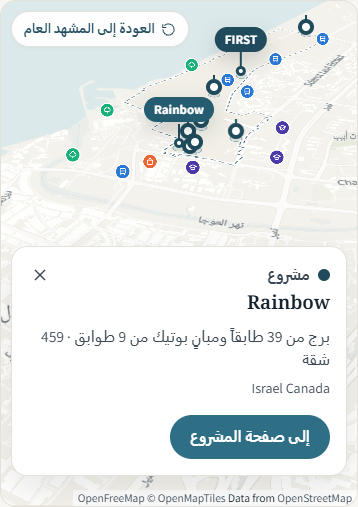 العودة إلى المشهد العام
FIRST
Rainbow
نهر العوجا
Cha
مشروع
Rainbow
برج من 39 طابقاً ومبانٍ بوتيك من 9 طوابق · 459
شقة
Israel Canada
إلى صفحة المشروع
OpenFreeMap © OpenMapTiles Data from OpenStreetMap